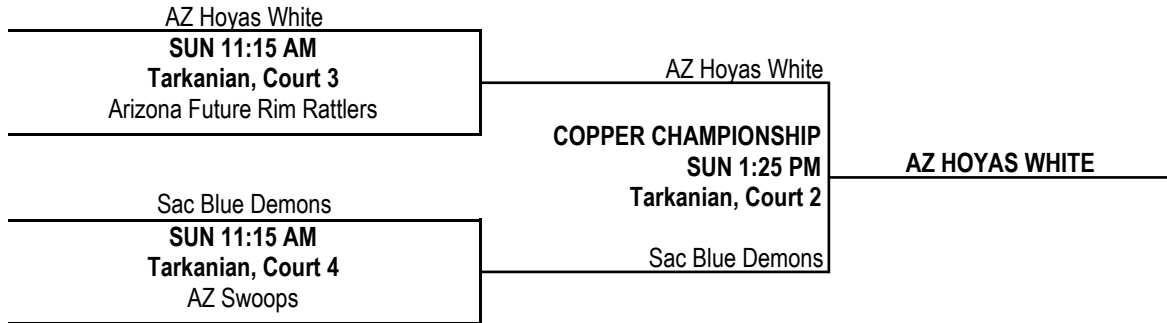 AZ Hoyas White
SUN 11:15 AM
Tarkanian, Court 3
Arizona Future Rim Rattlers
AZ Hoyas White
COPPER CHAMPIONSHIP
SUN 1:25 PM
Tarkanian, Court 2
AZ HOYAS WHITE
Sac Blue Demons
SUN 11:15 AM
Tarkanian, Court 4
AZ Swoops
Sac Blue Demons